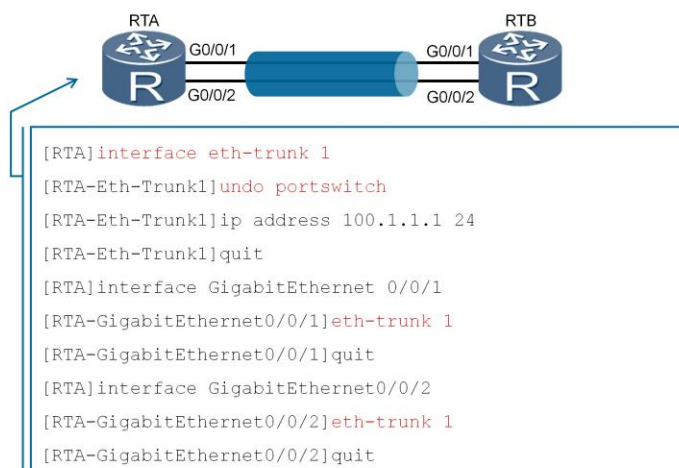 RTA
RTB
G0/0/1
G0/0/1
G0/0/2
G0/0/2
R
R
[RTA]interface eth-trunk 1
[RTA-Eth-Trunk1]undo portswitch
[RTA-Eth-Trunk1]ip address 100.1.1.1 24
[RTA-Eth-Trunk1]quit
[RTA]interface GigabitEthernet 0/0/1
[RTA-GigabitEthernet0/0/1]eth-trunk 1
[RTA-GigabitEthernet0/0/1]quit
[RTA]interface GigabitEthernet0/0/2
[RTA-GigabitEthernet0/0/2]eth-trunk 1
[RTA-GigabitEthernet0/0/2]quit